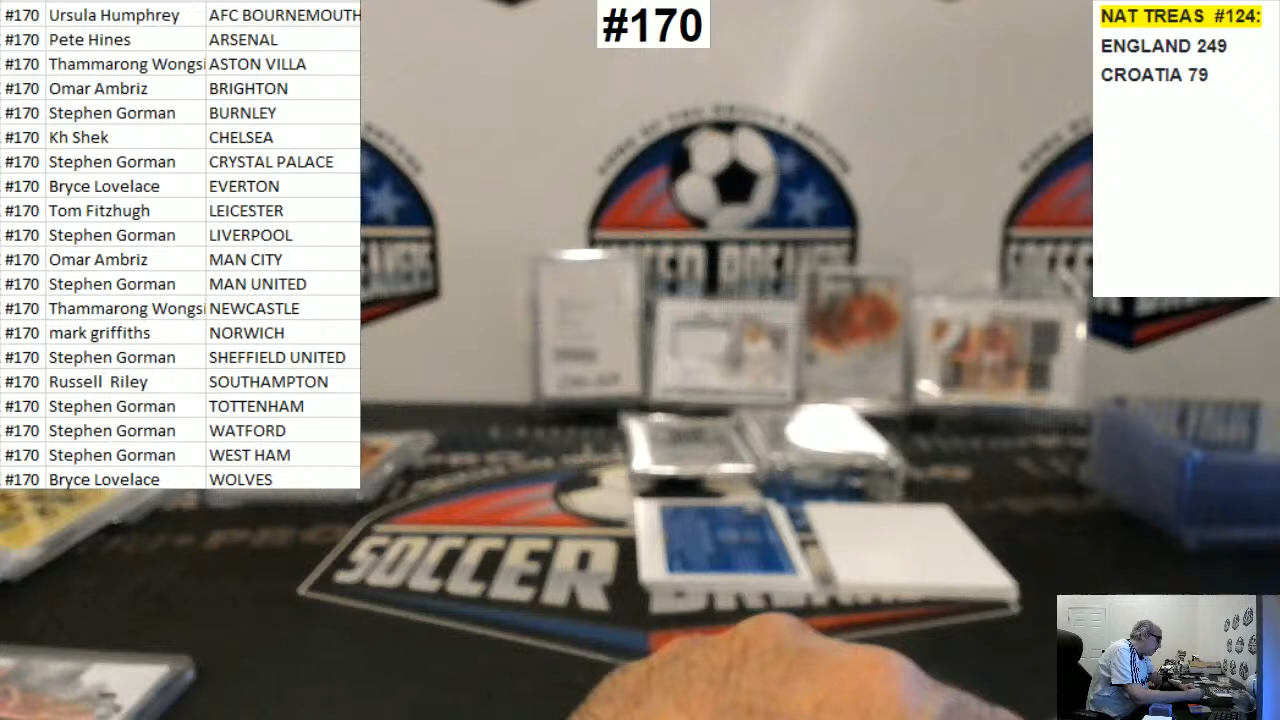 #170 Ursula Humphrey AFC BOURNEMOUTH
#170 Pete Hines ARSENAL
#170 Thammarong Wongsi ASTON VILLA
#170 Omar Ambriz BRIGHTON
#170 Stephen Gorman BURNLEY
#170 Kh Shek CHELSEA
#170 Stephen Gorman CRYSTAL PALACE
#170 Bryce Lovelace EVERTON
#170 Tom Fitzhugh LEICESTER
#170 Stephen Gorman LIVERPOOL
#170 Omar Ambriz MAN CITY
#170 Stephen Gorman MAN UNITED
#170 Thammarong Wongsi NEWCASTLE
#170 mark griffiths NORWICH
#170 Stephen Gorman SHEFFIELD UNITED
#170 Russell Riley SOUTHAMPTON
#170 Stephen Gorman TOTTENHAM
#170 Stephen Gorman WATFORD
#170 Stephen Gorman WEST HAM
#170 Bryce Lovelace WOLVES
#170
NAT TREAS #124:
ENGLAND 249
CROATIA 79
SOCCER